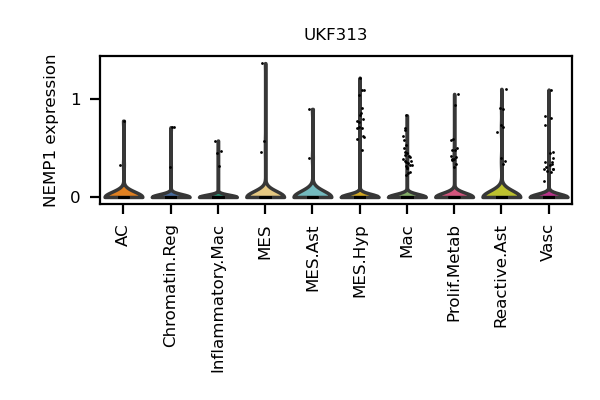 UKF313
NEMP1 expression
1
0
AC
Chromatin.Reg
Inflammatory.Mac
MES
MES.Ast
MES.Hyp
Mac
Prolif.Metab
Reactive.Ast
Vasc